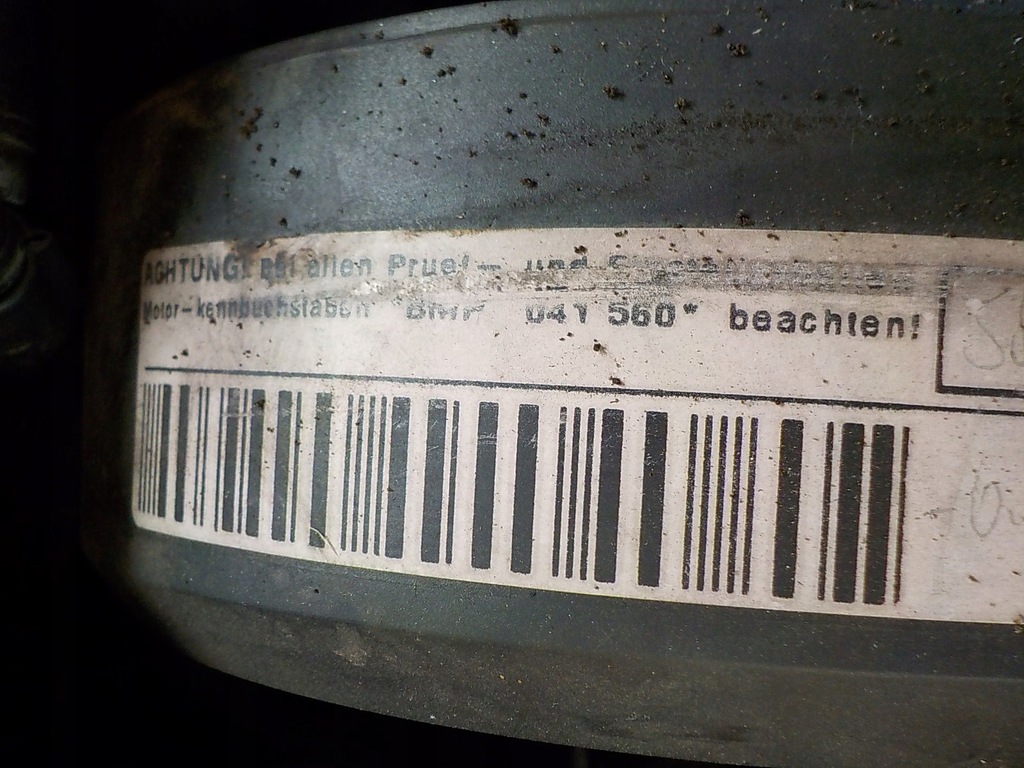 ACHTUNG! Bei allen Pruef- und
Motor-kennbuchstaben "BMP 041 560" beachten!